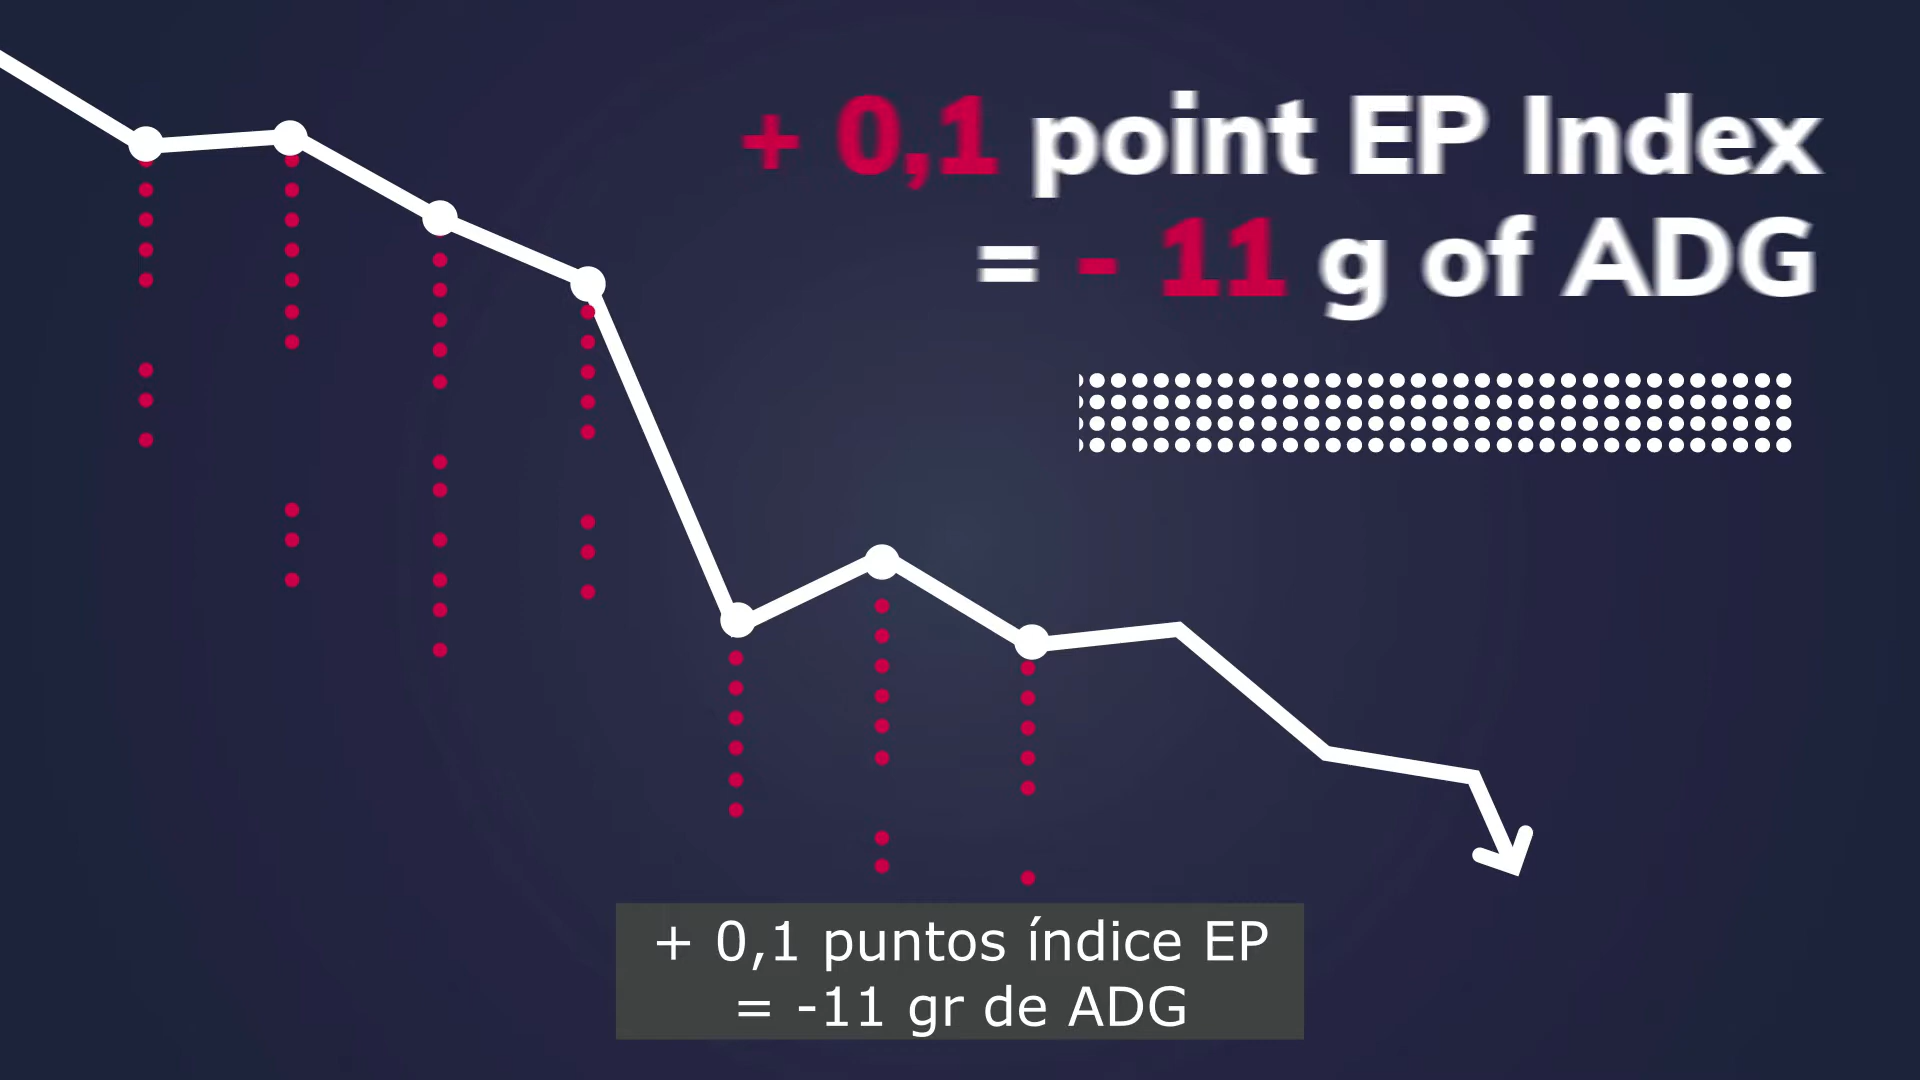 + 0,1 point EP Index
= - 11 g of ADG
+ 0,1 puntos índice EP
= -11 gr de ADG